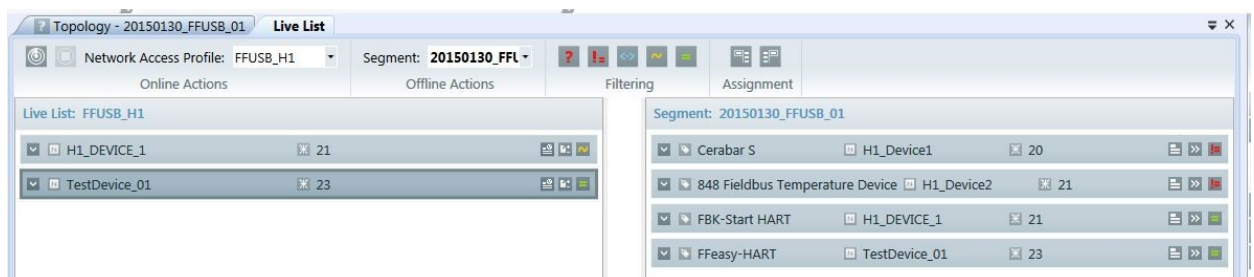 Topology - 20150130_FFUSB_01 Live List
Network Access Profile: FFUSB_H1 Segment: 20150130_FFU
Online Actions Offline Actions Filtering Assignment
Live List: FFUSB_H1
H1_DEVICE_1 21
TestDevice_01 23
Segment: 20150130_FFUSB_01
Cerabar S H1_Device1 20
848 Fieldbus Temperature Device H1_Device2 21
FBK-Start HART H1_DEVICE_1 21
FFeasy-HART TestDevice_01 23